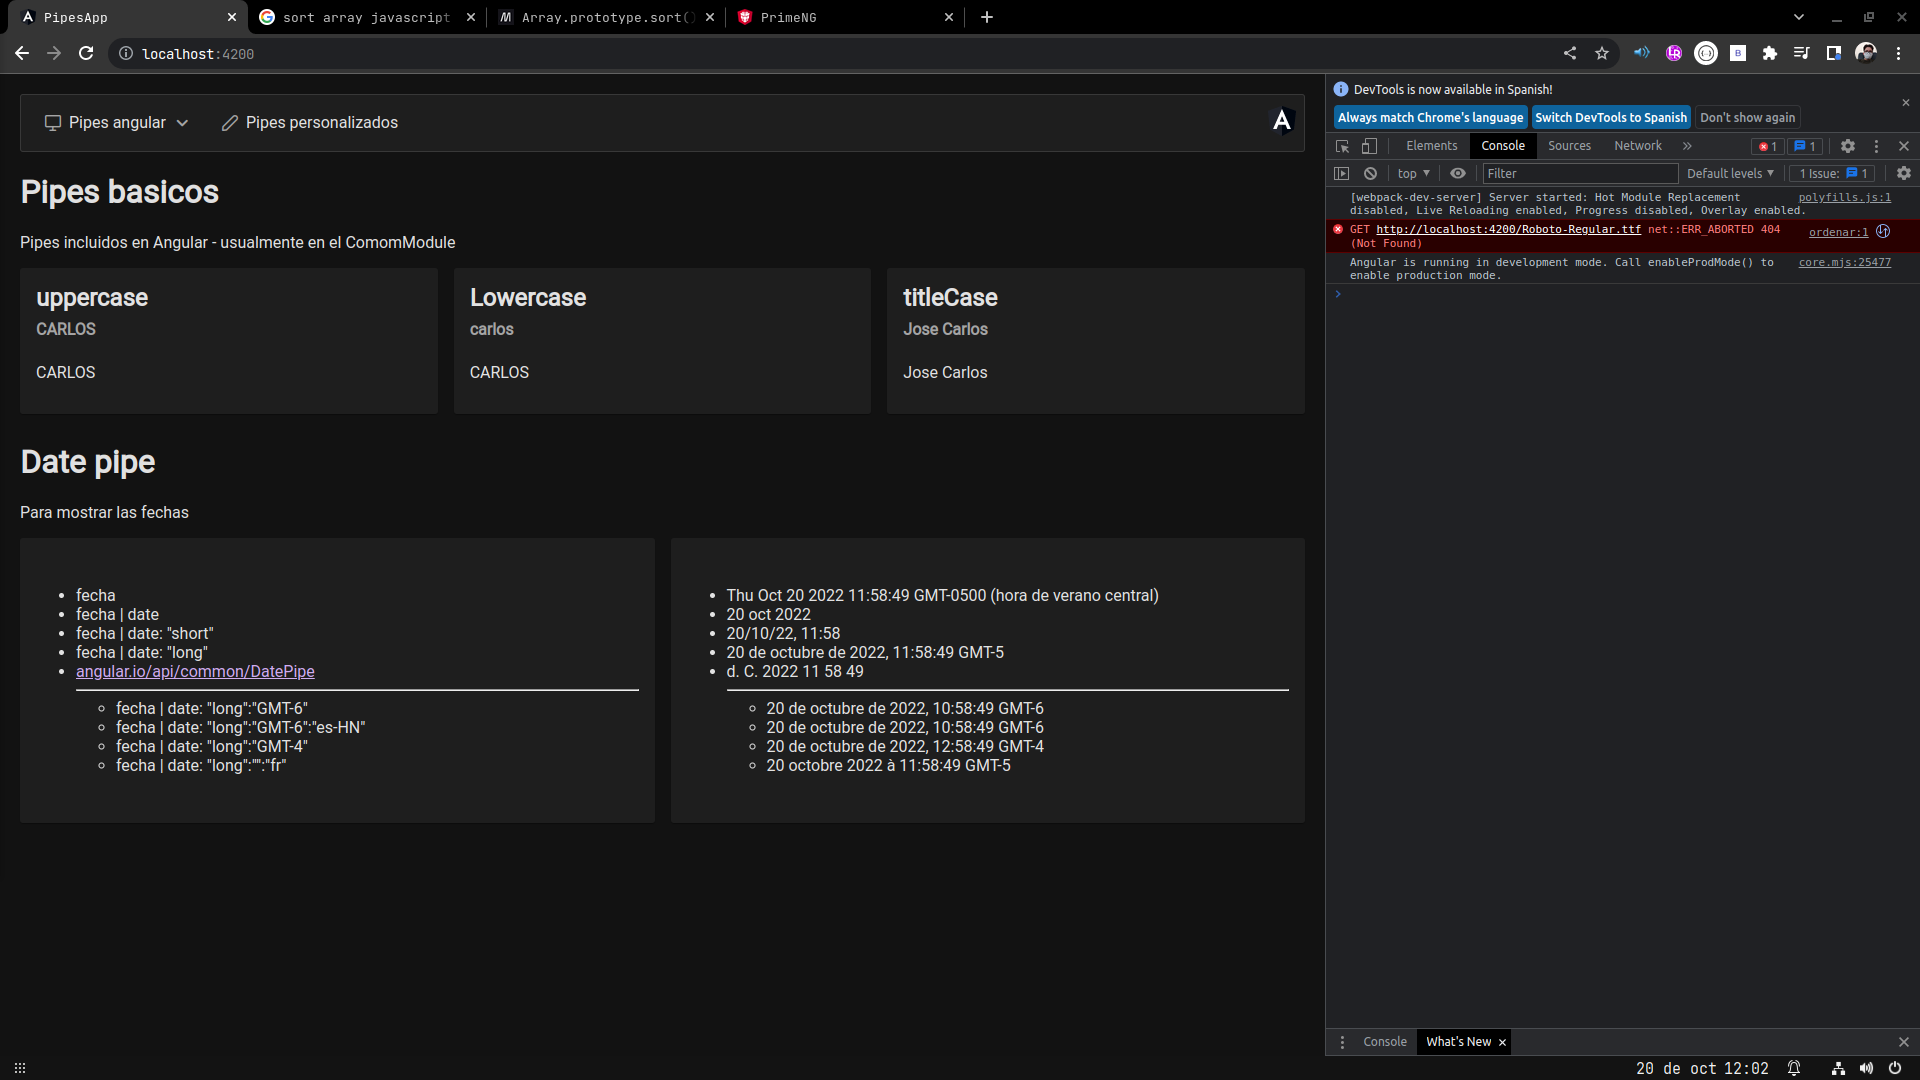 PipesApp
sort array javascript
Array.prototype.sort()
PrimeNG
localhost:4200
Pipes angular
Pipes personalizados
Pipes basicos
Pipes incluidos en Angular - usualmente en el ComomModule
uppercase
CARLOS
CARLOS
Lowercase
carlos
CARLOS
titleCase
Jose Carlos
Jose Carlos
Date pipe
Para mostrar las fechas
fecha
fecha | date
fecha | date: "short"
fecha | date: "long"
angular.io/api/common/DatePipe
fecha | date: "long":"GMT-6"
fecha | date: "long":"GMT-6":"es-HN"
fecha | date: "long":"GMT-4"
fecha | date: "long":"":"fr"
Thu Oct 20 2022 11:58:49 GMT-0500 (hora de verano central)
20 oct 2022
20/10/22, 11:58
20 de octubre de 2022, 11:58:49 GMT-5
d. C. 2022 11 58 49
20 de octubre de 2022, 10:58:49 GMT-6
20 de octubre de 2022, 10:58:49 GMT-6
20 de octubre de 2022, 12:58:49 GMT-4
20 octobre 2022 à 11:58:49 GMT-5
DevTools is now available in Spanish!
Always match Chrome's language
Switch DevTools to Spanish
Don't show again
Elements
Console
Sources
Network
1
1
top
Filter
Default levels
1 Issue:
1
[webpack-dev-server] Server started: Hot Module Replacement
polyfills.js:1
disabled, Live Reloading enabled, Progress disabled, Overlay enabled.
GET http://localhost:4200/Roboto-Regular.ttf net::ERR_ABORTED 404
ordenar:1
(Not Found)
Angular is running in development mode. Call enableProdMode() to
core.mjs:25477
enable production mode.
Console
What's New
20 de oct 12:02